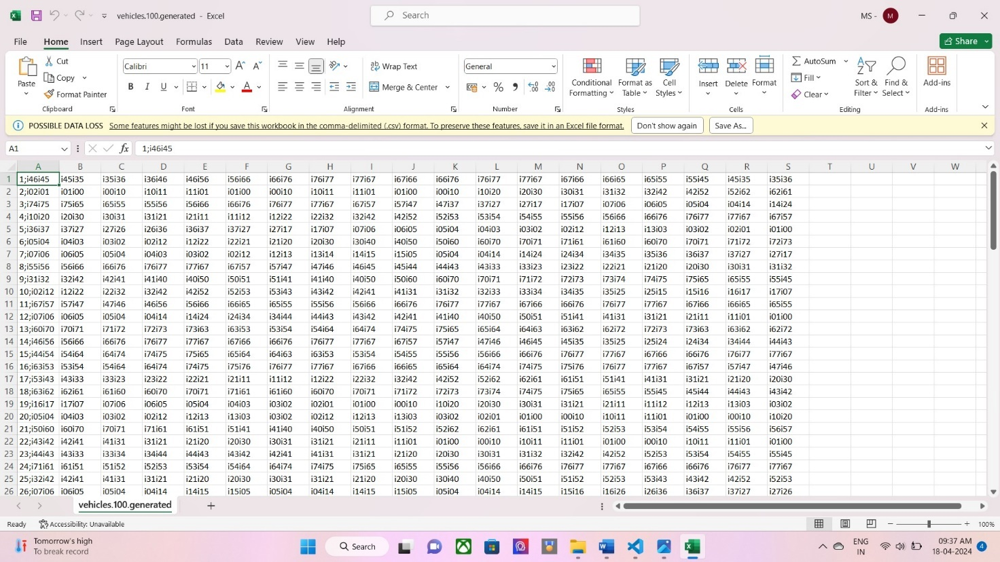 vehicles.100.generated - Excel
Search
MS -
M
File Home Insert Page Layout Formulas Data Review View Help
Share
Paste
Cut
Copy
Format Painter
Clipboard
Calibri 11
B I U
Font
Wrap Text
Merge & Center
Alignment
General
Number
Conditional Formatting
Format as Table
Cell Styles
Styles
Insert Delete Format
Cells
AutoSum
Fill
Clear
Sort & Filter
Find & Select
Editing
Add-ins
Add-ins
POSSIBLE DATA LOSS Some features might be lost if you save this workbook in the comma-delimited (.csv) format. To preserve these features, save it in an Excel file format. Don't show again Save As...
A1 fx 1;i46i45
A B C D E F G H I J K L M N O P Q R S T U V W
1 1;i46i45 i45i35 i35i36 i36i46 i46i56 i56i66 i66i76 i76i77 i77i67 i67i66 i66i76 i76i77 i77i67 i67i66 i66i65 i65i55 i55i45 i45i35 i35i36
2 2;i02i01 i01i00 i00i10 i10i11 i11i01 i01i00 i00i10 i10i11 i11i01 i01i00 i00i10 i10i20 i20i30 i30i31 i31i32 i32i42 i42i52 i52i62 i62i61
3 3;i74i75 i75i65 i65i55 i55i56 i56i66 i66i76 i76i77 i77i67 i67i57 i57i47 i47i37 i37i27 i27i17 i17i07 i07i06 i06i05 i05i04 i04i14 i14i24
4 4;i10i20 i20i30 i30i31 i31i21 i21i11 i11i12 i12i22 i22i32 i32i42 i42i52 i52i53 i53i54 i54i55 i55i56 i56i66 i66i76 i76i77 i77i67 i67i57
5 5;i36i37 i37i27 i27i26 i26i36 i36i37 i37i27 i27i17 i17i07 i07i06 i06i05 i05i04 i04i03 i03i02 i02i12 i12i13 i13i03 i03i02 i02i01 i01i00
6 6;i05i04 i04i03 i03i02 i02i12 i12i22 i22i21 i21i20 i20i30 i30i40 i40i50 i50i60 i60i70 i70i71 i71i61 i61i60 i60i70 i70i71 i71i72 i72i73
7 7;i07i06 i06i05 i05i04 i04i03 i03i02 i02i12 i12i13 i13i14 i14i15 i15i05 i05i04 i04i14 i14i24 i24i34 i34i35 i35i36 i36i37 i37i27 i27i17
8 8;i55i56 i56i66 i66i76 i76i77 i77i67 i67i57 i57i47 i47i46 i46i45 i45i44 i44i43 i43i33 i33i23 i23i22 i22i21 i21i20 i20i30 i30i31 i31i32
9 9;i31i32 i32i42 i42i41 i41i40 i40i50 i50i51 i51i41 i41i40 i40i50 i50i60 i60i70 i70i71 i71i72 i72i73 i73i74 i74i75 i75i65 i65i55 i55i45
10 10;i02i12 i12i22 i22i32 i32i42 i42i52 i52i53 i53i43 i43i42 i42i41 i41i31 i31i32 i32i33 i33i34 i34i35 i35i25 i25i15 i15i16 i16i17 i17i07
11 11;i67i57 i57i47 i47i46 i46i56 i56i66 i66i65 i65i55 i55i56 i56i66 i66i76 i76i77 i77i67 i67i66 i66i76 i76i77 i77i67 i67i66 i66i65 i65i55
12 12;i07i06 i06i05 i05i04 i04i14 i14i24 i24i34 i34i44 i44i43 i43i42 i42i41 i41i40 i40i50 i50i51 i51i41 i41i31 i31i21 i21i11 i11i01 i01i00
13 13;i60i70 i70i71 i71i72 i72i73 i73i63 i63i53 i53i54 i54i64 i64i74 i74i75 i75i65 i65i64 i64i63 i63i62 i62i72 i72i73 i73i63 i63i62 i62i72
14 14;i46i56 i56i66 i66i76 i76i77 i77i67 i67i66 i66i76 i76i77 i77i67 i67i57 i57i47 i47i46 i46i45 i45i35 i35i25 i25i24 i24i34 i34i44 i44i43
15 15;i44i54 i54i64 i64i74 i74i75 i75i65 i65i64 i64i63 i63i53 i53i54 i54i55 i55i56 i56i66 i66i76 i76i77 i77i67 i67i66 i66i76 i76i77 i77i67
16 16;i63i53 i53i54 i54i64 i64i74 i74i75 i75i76 i76i77 i77i67 i67i66 i66i65 i65i64 i64i74 i74i75 i75i76 i76i77 i77i67 i67i57 i57i47 i47i46
17 17;i53i43 i43i33 i33i23 i23i22 i22i21 i21i11 i11i12 i12i22 i22i32 i32i42 i42i52 i52i62 i62i61 i61i51 i51i41 i41i31 i31i21 i21i20 i20i30
18 18;i63i62 i62i61 i61i60 i60i70 i70i71 i71i61 i61i60 i60i70 i70i71 i71i72 i72i73 i73i74 i74i75 i75i65 i65i55 i55i45 i45i44 i44i43 i43i42
19 19;i16i17 i17i07 i07i06 i06i05 i05i04 i04i03 i03i02 i02i01 i01i00 i00i10 i10i20 i20i30 i30i31 i31i21 i21i11 i11i12 i12i13 i13i03 i03i02
20 20;i05i04 i04i03 i03i02 i02i12 i12i13 i13i03 i03i02 i02i12 i12i13 i13i03 i03i02 i02i01 i01i00 i00i10 i10i11 i11i01 i01i00 i00i10 i10i20
21 21;i50i60 i60i70 i70i71 i71i61 i61i51 i51i41 i41i40 i40i50 i50i51 i51i52 i52i62 i62i61 i61i51 i51i52 i52i53 i53i54 i54i55 i55i56 i56i57
22 22;i43i42 i42i41 i41i31 i31i21 i21i20 i20i30 i30i31 i31i21 i21i11 i11i01 i01i00 i00i10 i10i11 i11i01 i01i00 i00i10 i10i11 i11i01 i01i00
23 23;i44i43 i43i33 i33i34 i34i44 i44i43 i43i42 i42i41 i41i31 i31i21 i21i20 i20i30 i30i31 i31i32 i32i42 i42i52 i52i53 i53i54 i54i55 i55i45
24 24;i71i61 i61i51 i51i52 i52i53 i53i54 i54i64 i64i74 i74i75 i75i65 i65i55 i55i56 i56i66 i66i76 i76i77 i77i67 i67i66 i66i76 i76i77 i77i67
25 25;i32i42 i42i41 i41i31 i31i21 i21i20 i20i30 i30i31 i31i21 i21i20 i20i30 i30i40 i40i50 i50i51 i51i52 i52i53 i53i43 i43i42 i42i52 i52i53
26 26;i07i06 i06i05 i05i04 i04i14 i14i15 i15i05 i05i04 i04i14 i14i15 i15i05 i05i04 i04i14 i14i15 i15i16 i16i26 i26i36 i36i37 i37i27 i27i26
vehicles.100.generated
Ready Accessibility: Unavailable
100%
Tomorrow's high
To break record
Search
ENG
IN
09:37 AM
18-04-2024
4